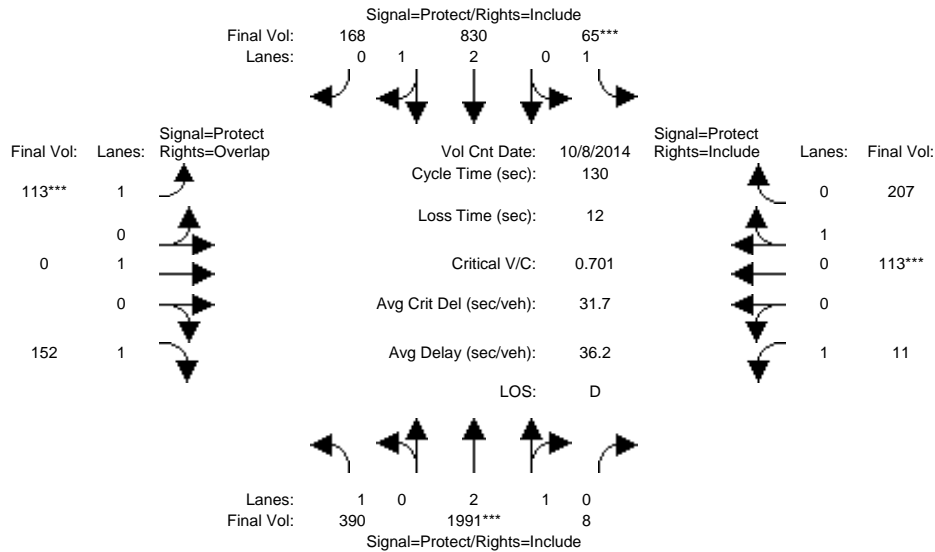 Signal=Protect/Rights=Include
Final Vol: 168 830 65***
Lanes: 0 1 2 0 1
Signal=Protect Signal=Protect
Final Vol: Lanes: Rights=Overlap Vol Cnt Date: 10/8/2014 Rights=Include Lanes: Final Vol:
Cycle Time (sec): 130
113*** 1 0 207
Loss Time (sec): 12
0 1
0 1 Critical V/C: 0.701 0 113***
0 Avg Crit Del (sec/veh): 31.7 0
152 1 Avg Delay (sec/veh): 36.2 1 11
LOS: D
Lanes: 1 0 2 1 0
Final Vol: 390 1991*** 8
Signal=Protect/Rights=Include